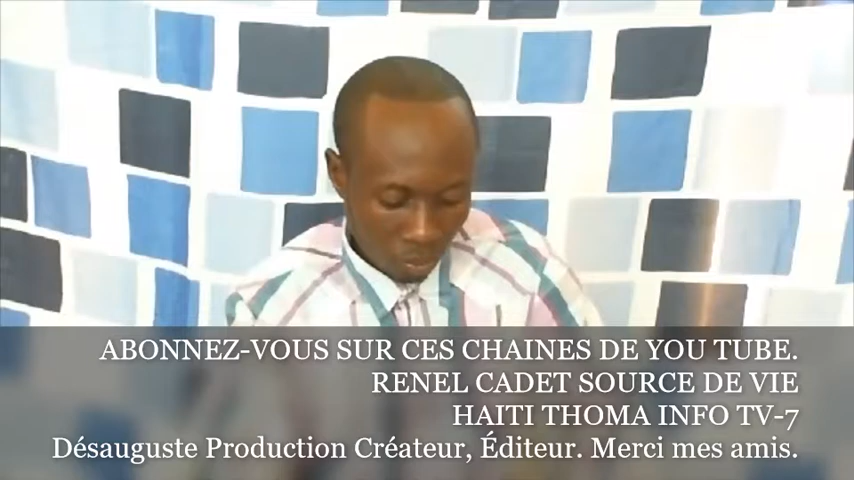 ABONNEZ-VOUS SUR CES CHAINES DE YOU TUBE.
RENEL CADET SOURCE DE VIE
HAITI THOMA INFO TV-7
Désauguste Production Créateur, Éditeur. Merci mes amis.